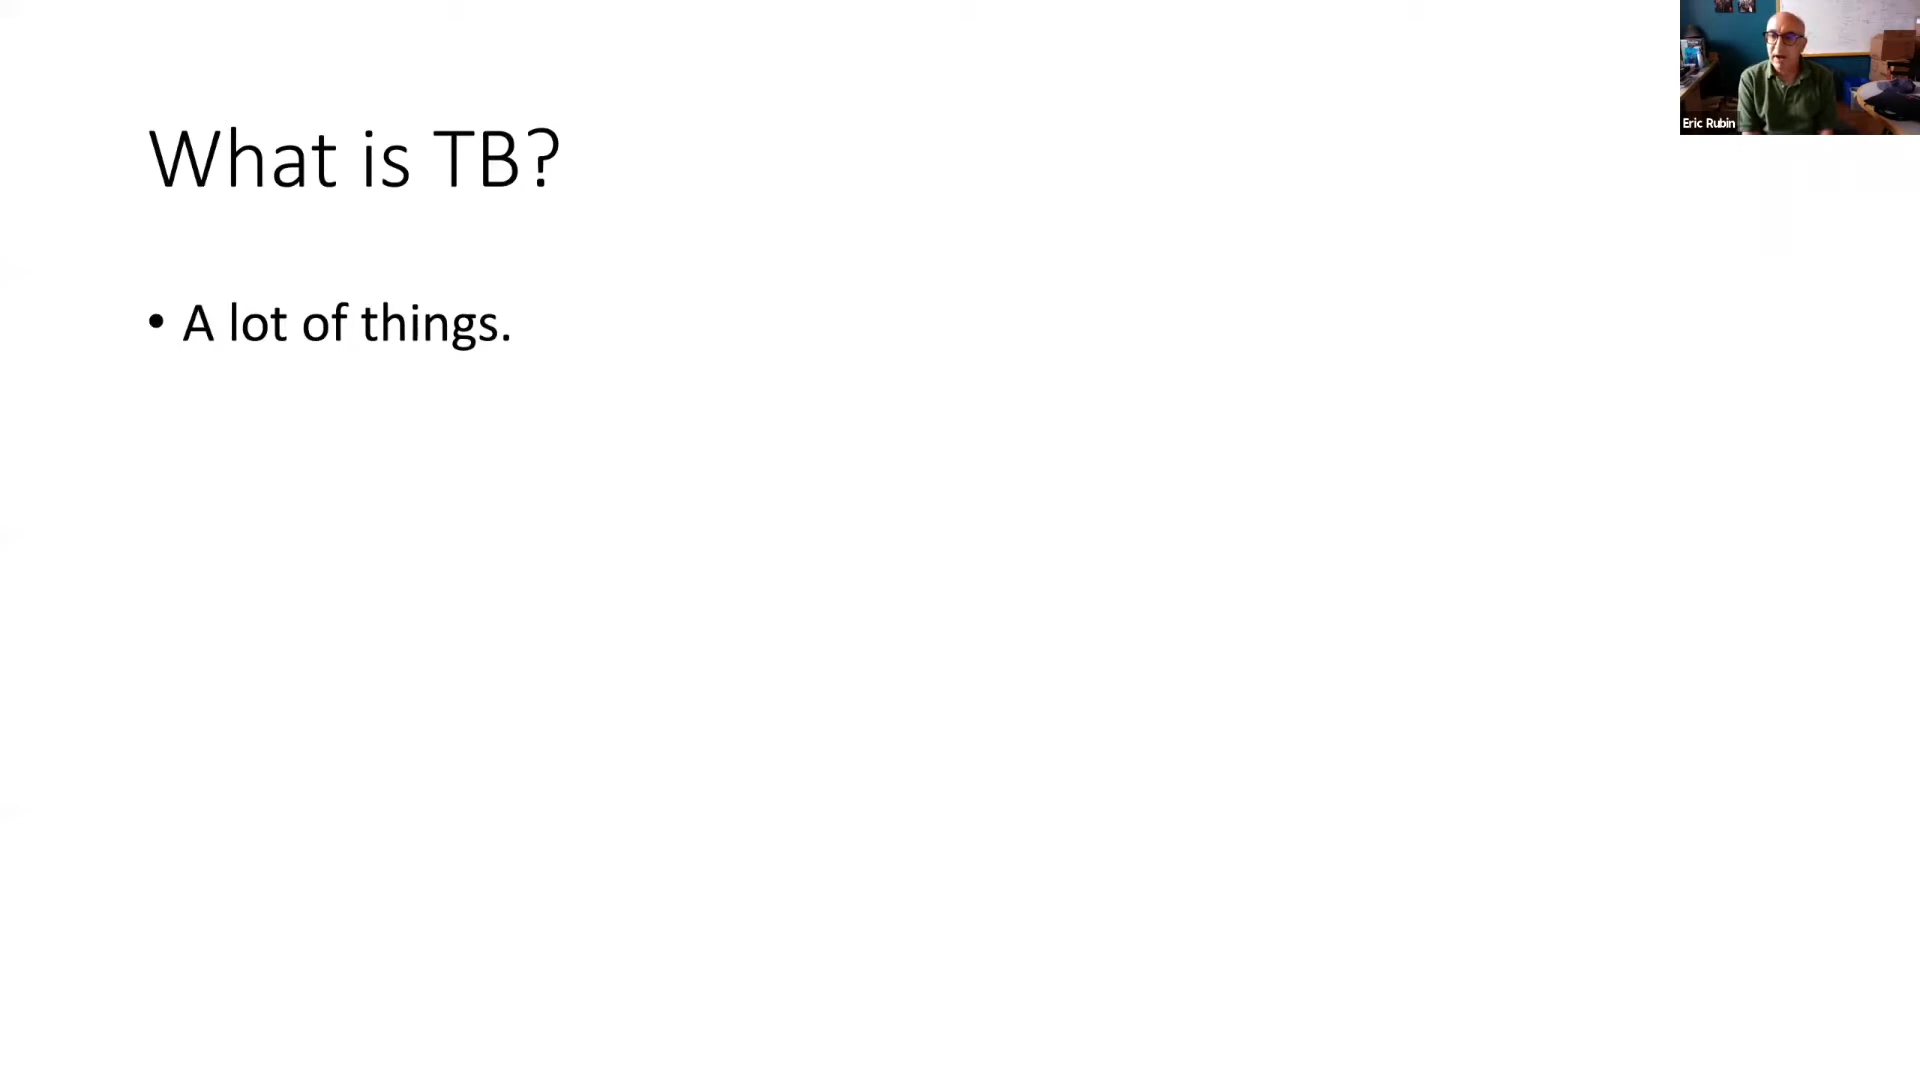 What is TB?
• A lot of things.
Eric Rubin